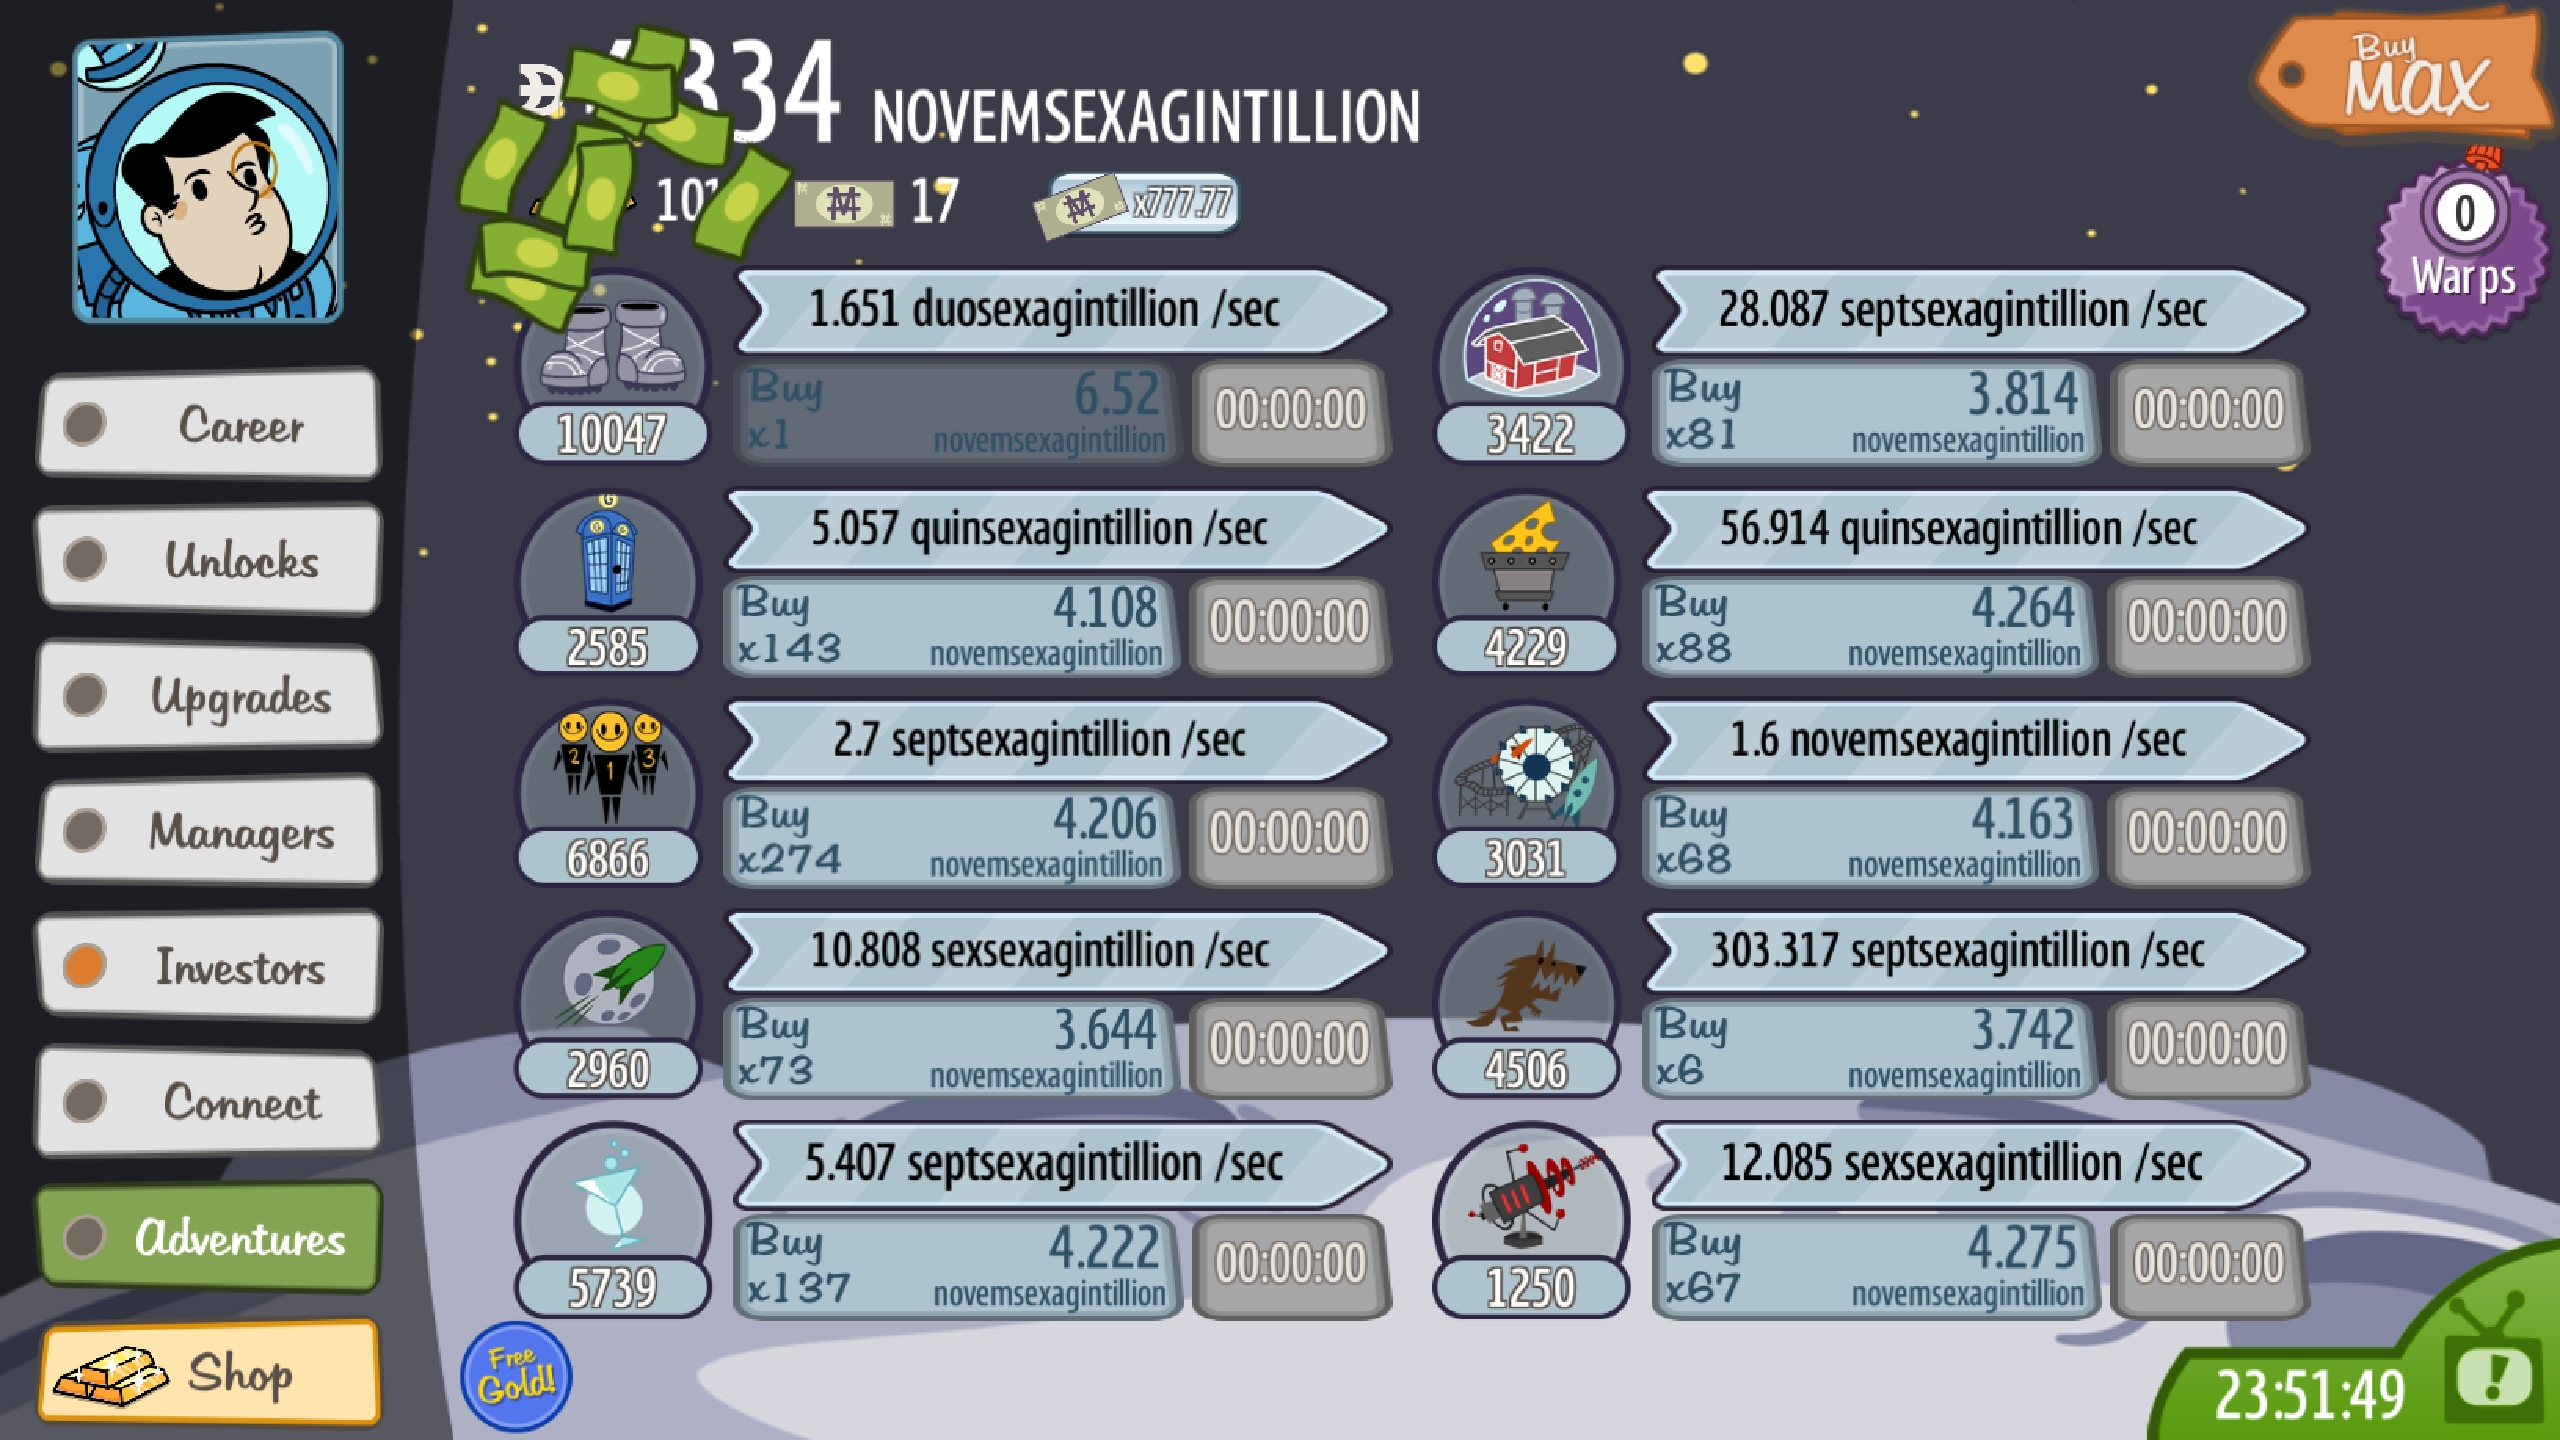 334 NOVEMSEXAGINTILLION
Buy
MAX
17
x777.77
0
Warps
Career
Unlocks
Upgrades
Managers
Investors
Connect
Adventures
Shop
1.651 duosexagintillion /sec
10047
Buy
x1
6.52
novemsexagintillion
00:00:00
28.087 septsexagintillion /sec
3422
Buy
x81
3.814
novemsexagintillion
00:00:00
G
5.057 quinsexagintillion /sec
2585
Buy
x143
4.108
novemsexagintillion
00:00:00
56.914 quinsexagintillion /sec
4229
Buy
x88
4.264
novemsexagintillion
00:00:00
2 1 3
2.7 septsexagintillion /sec
6866
Buy
x274
4.206
novemsexagintillion
00:00:00
1.6 novemsexagintillion /sec
3031
Buy
x68
4.163
novemsexagintillion
00:00:00
10.808 sexsexagintillion /sec
2960
Buy
x73
3.644
novemsexagintillion
00:00:00
303.317 septsexagintillion /sec
4506
Buy
x6
3.742
novemsexagintillion
00:00:00
5.407 septsexagintillion /sec
5739
Buy
x137
4.222
novemsexagintillion
00:00:00
12.085 sexsexagintillion /sec
1250
Buy
x67
4.275
novemsexagintillion
00:00:00
Free
Gold!
23:51:49
!